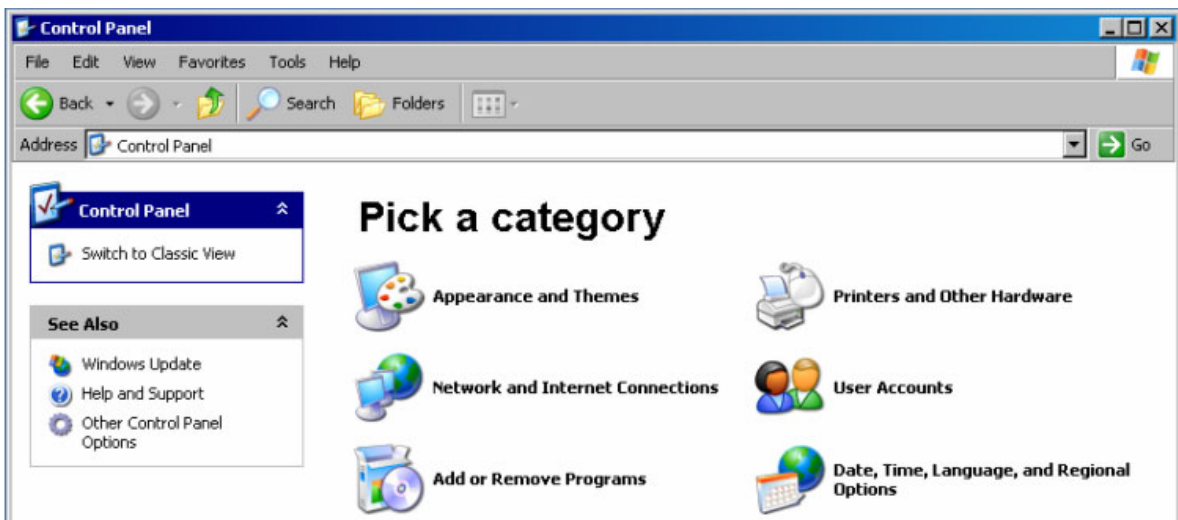 Control Panel
File Edit View Favorites Tools Help
Back Search Folders
Address Control Panel Go
Control Panel
Switch to Classic View
See Also
Windows Update
Help and Support
Other Control Panel
Options
Pick a category
Appearance and Themes
Printers and Other Hardware
Network and Internet Connections
User Accounts
Add or Remove Programs
Date, Time, Language, and Regional
Options